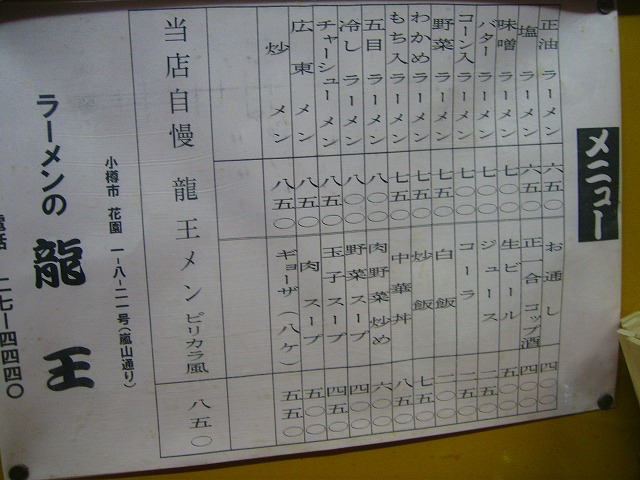 メニュー
正油 ラーメン 六五〇 お通し 四〇〇
塩 ラーメン 六五〇 正一合 コップ酒 四〇〇
味噌 ラーメン 七〇〇 生ビール 五〇〇
バター ラーメン 七〇〇 ジュース 二五〇
コーン入 ラーメン 七〇〇 コーラ 二五〇
野菜 ラーメン 七五〇 白飯 二〇〇
わかめ ラーメン 七五〇 炒飯 七五〇
もち入 ラーメン 七五〇 中華丼 八五〇
五目 ラーメン 八〇〇 肉野菜炒め 六〇〇
冷し ラーメン 八〇〇 野菜スープ 四〇〇
チャーシューメン 八五〇 玉子スープ 四五〇
広東メン 八五〇 肉スープ 五〇〇
炒メン 八五〇 ギョーザ(八ケ) 五五〇
当店自慢 龍王メン ピリカラ風 八五〇
小樽市 花園 一-八-二一号(嵐山通り)
ラーメンの 龍王
電話 二七-四四四〇